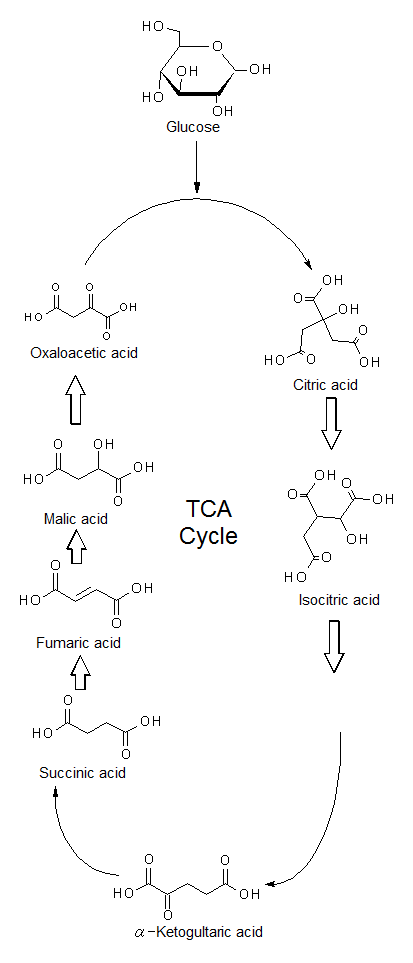 HO
O
OH
OH
HO
OH
Glucose
O
O
HO
OH
O
Oxaloacetic acid
OH
O
OH
O
O
HO
OH
Citric acid
O
OH
HO
OH
O
Malic acid
TCA
Cycle
OH
O
O
OH
O
OH
HO
Isocitric acid
O
OH
HO
O
Fumaric acid
O
HO
OH
O
Succinic acid
O
O
HO
OH
O
α-Ketogultaric acid